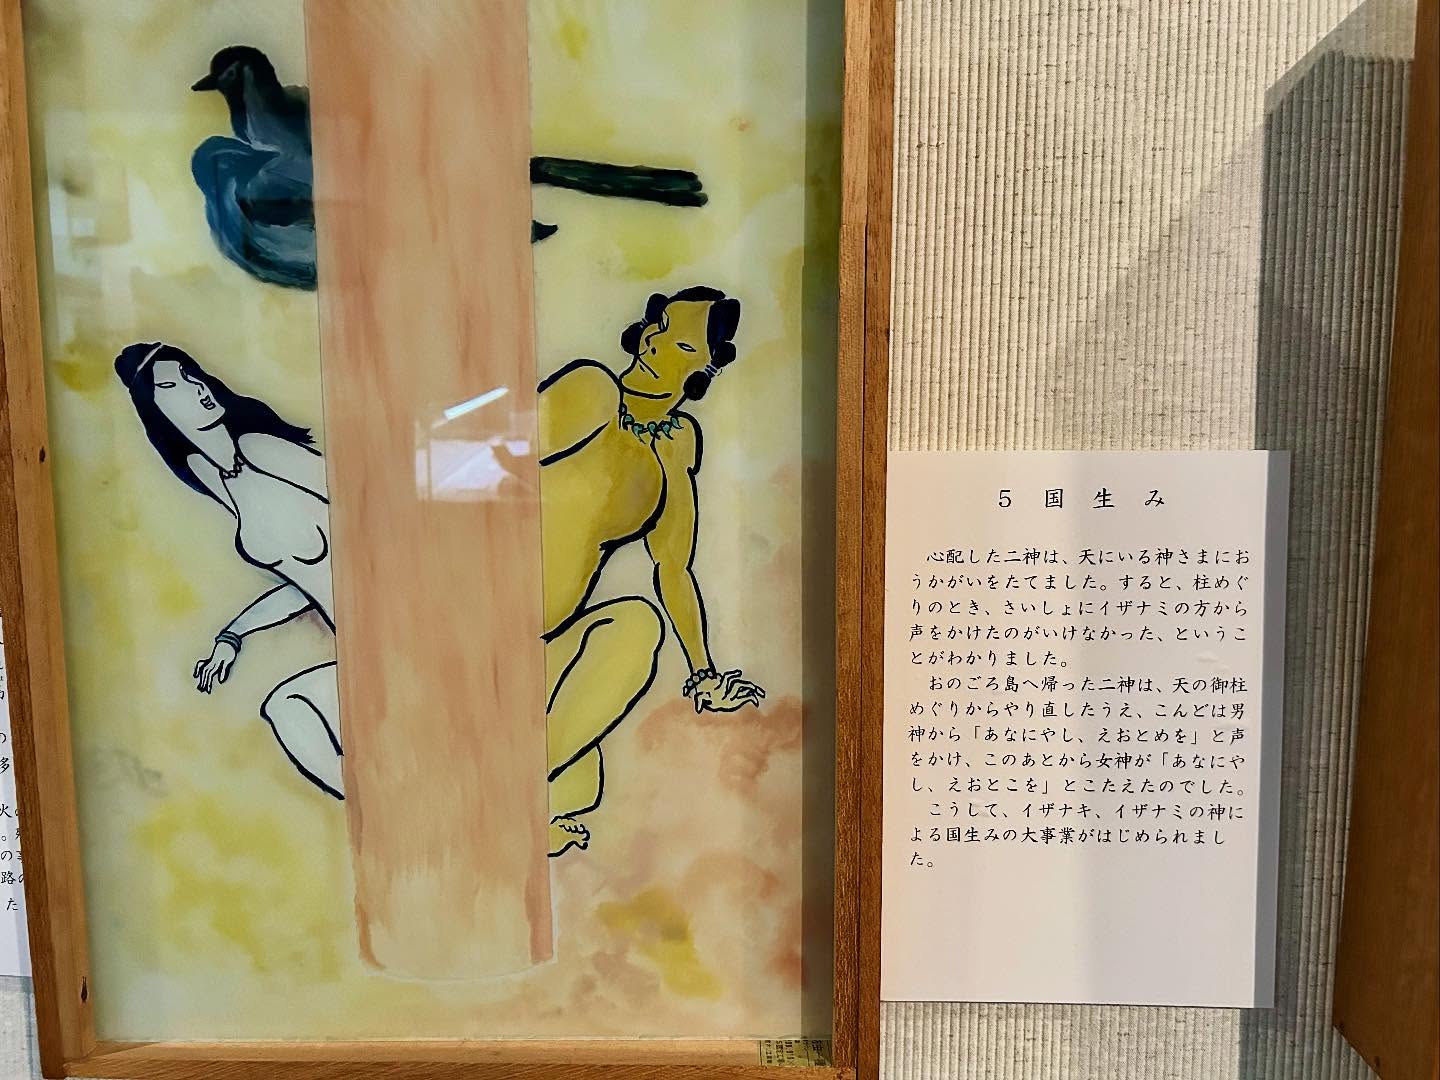 5 国 生 み
心配した二神は、天にいる神さまにお
うかがいをたてました。すると、柱めぐ
りのとき、さいしょにイザナミの方から
声をかけたのがいけなかった、というこ
とがわかりました。
おのごろ島へ帰った二神は、天の御柱
めぐりからやり直したうえ、こんどは男
神から「あなにやし、えおとめを」と声
をかけ、このあとから女神が「あなにや
し、えおとこを」とこたえたのでした。
こうして、イザナキ、イザナミの神に
よる国生みの大事業がはじめられまし
た。